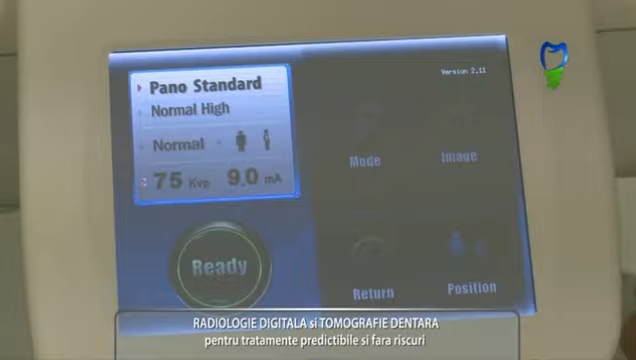 Pano Standard
Normal High
Normal
75 Kvp 9.0 mA
Ready
Version 2.11
Mode
Image
Return
Position
RADIOLOGIE DIGITALA si TOMOGRAFIE DENTARA
pentru tratamente predictibile si fara riscuri